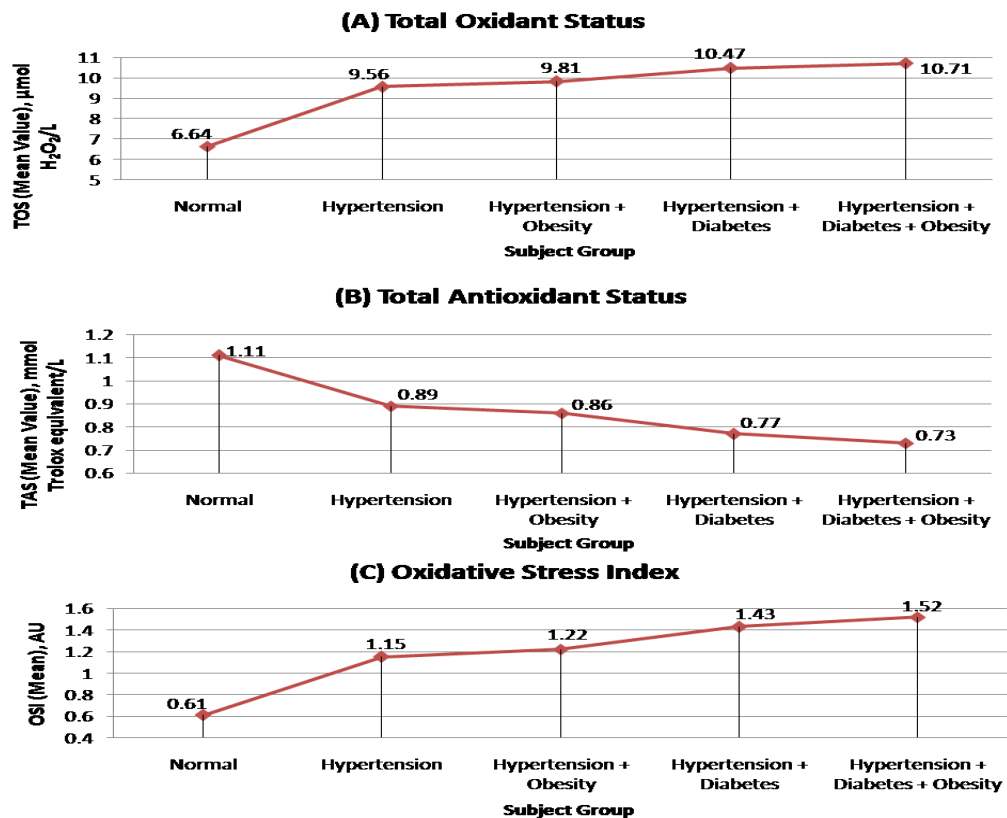 (A) Total Oxidant Status
TOS (Mean Value), µmol
H₂O₂/L
11
10
9
8
7
6
5
6.64
9.56
9.81
10.47
10.71
Normal
Hypertension
Hypertension +
Obesity
Hypertension +
Diabetes
Hypertension +
Diabetes + Obesity
Subject Group
(B) Total Antioxidant Status
TAS (Mean Value), mmol
Trolox equivalent/L
1.2
1.1
1
0.9
0.8
0.7
0.6
1.11
0.89
0.86
0.77
0.73
Normal
Hypertension
Hypertension +
Obesity
Hypertension +
Diabetes
Hypertension +
Diabetes + Obesity
Subject Group
(C) Oxidative Stress Index
OSI (Mean), AU
1.6
1.4
1.2
1
0.8
0.6
0.4
0.61
1.15
1.22
1.43
1.52
Normal
Hypertension
Hypertension +
Obesity
Hypertension +
Diabetes
Hypertension +
Diabetes + Obesity
Subject Group